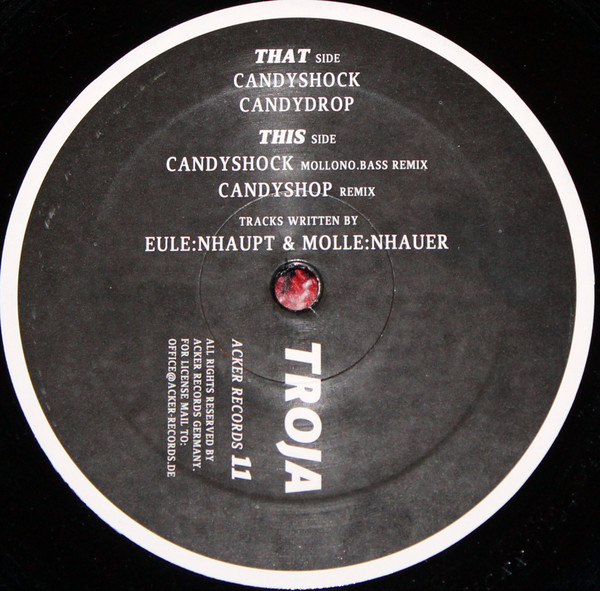 THAT SIDE
CANDYSHOCK
CANDYDROP
THIS SIDE
CANDYSHOCK MOLLONO.BASS REMIX
CANDYSHOP REMIX
TRACKS WRITTEN BY
EULE:NHAUPT & MOLLE:NHAUER
TROJA
ACKER RECORDS 11
ALL RIGHTS RESERVED BY
ACKER RECORDS GERMANY.
FOR LICENSE MAIL TO:
OFFICE@ACKER-RECORDS.DE